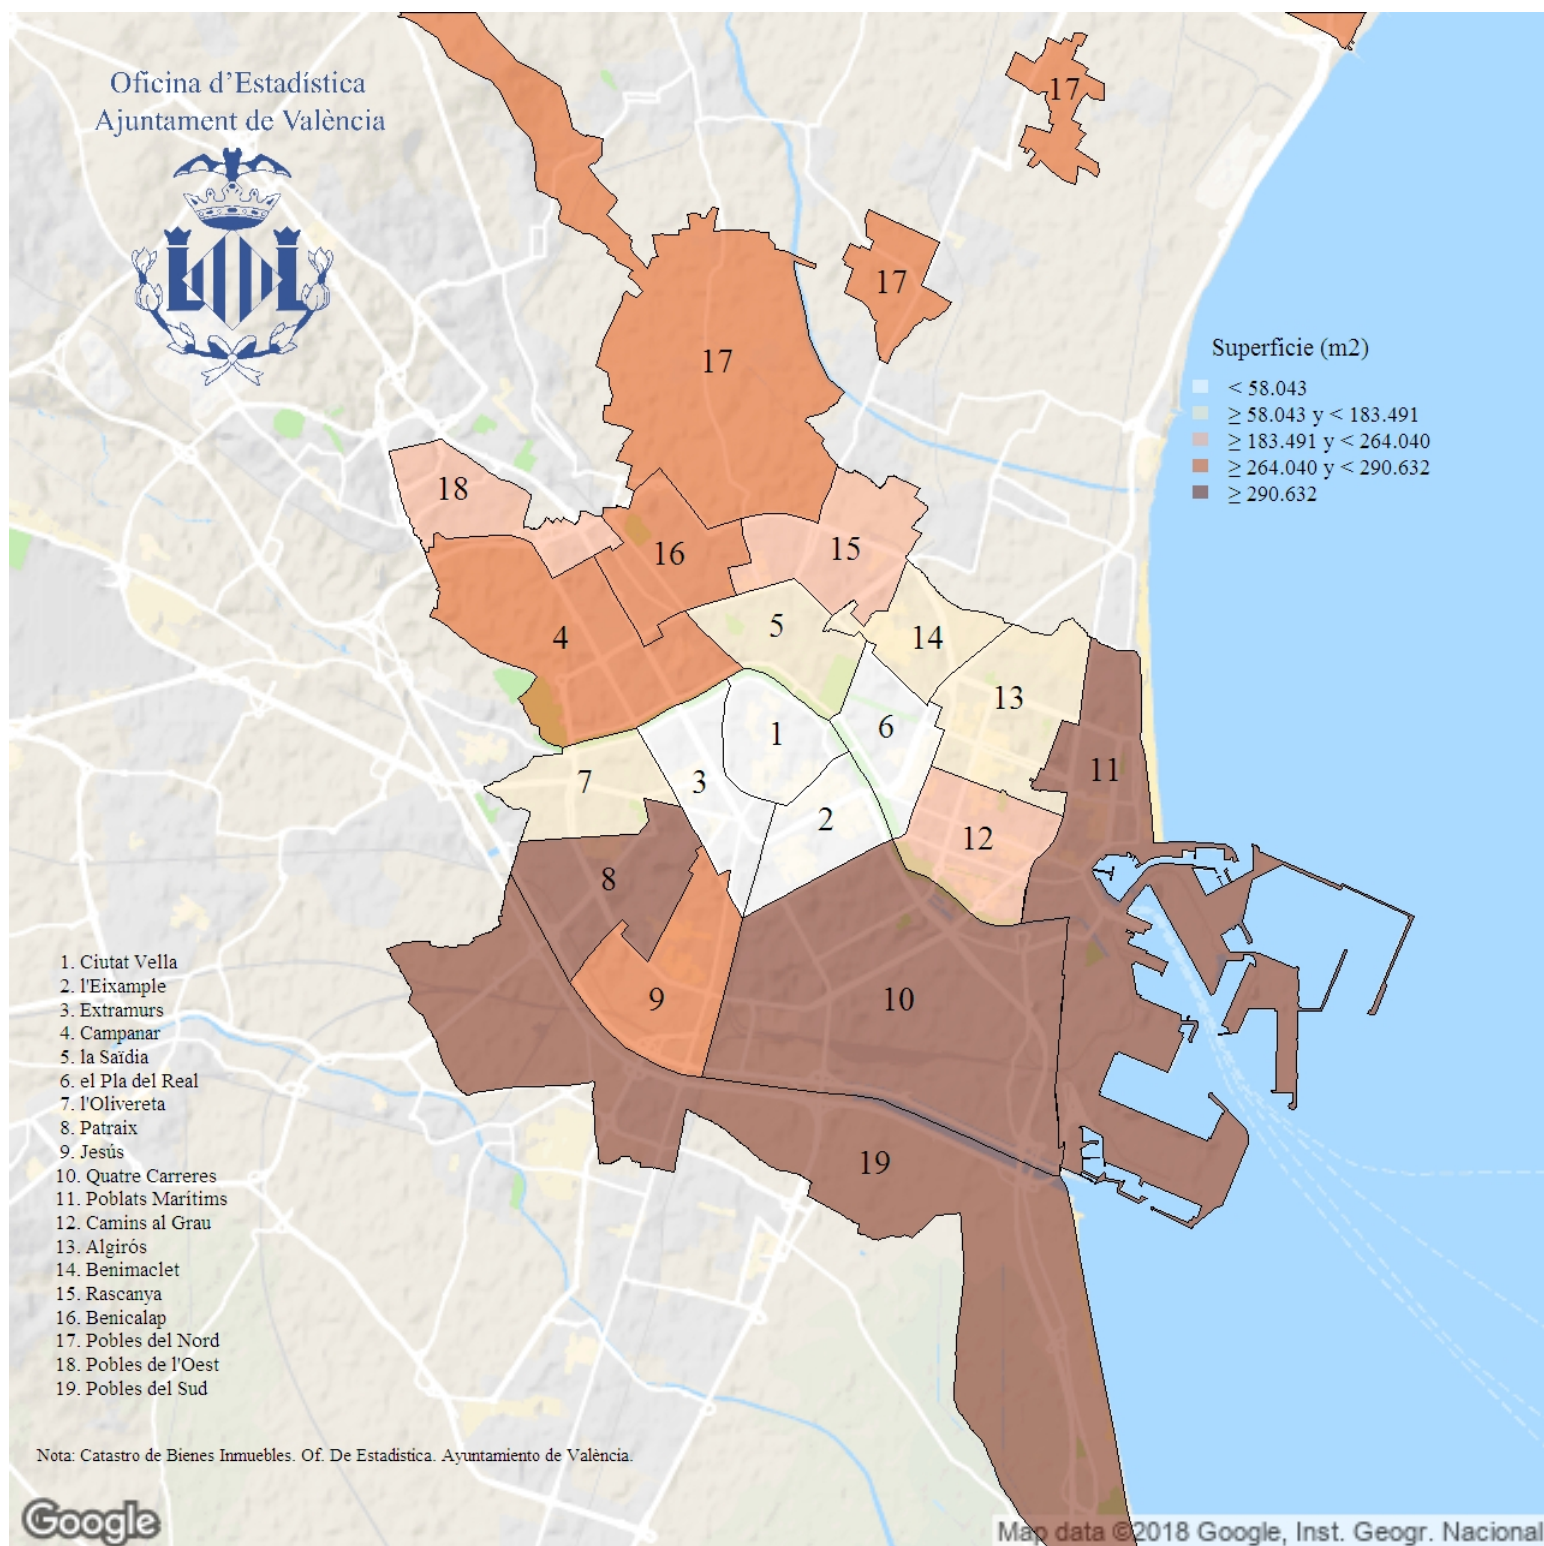 Oficina d’Estadística
Ajuntament de València
17
17
17
18
16
15
4
5
14
13
6
1
3
7
2
11
12
8
9
10
19
Superficie (m2)
< 58.043
≥ 58.043 y < 183.491
≥ 183.491 y < 264.040
≥ 264.040 y < 290.632
≥ 290.632
1. Ciutat Vella
2. l'Eixample
3. Extramurs
4. Campanar
5. la Saïdia
6. el Pla del Real
7. l'Olivereta
8. Patraix
9. Jesús
10. Quatre Carreres
11. Poblats Marítims
12. Camins al Grau
13. Algirós
14. Benimaclet
15. Rascanya
16. Benicalap
17. Pobles del Nord
18. Pobles de l'Oest
19. Pobles del Sud
Nota: Catastro de Bienes Inmuebles. Of. De Estadística. Ayuntamiento de València.
Google
Map data ©2018 Google, Inst. Geogr. Nacional